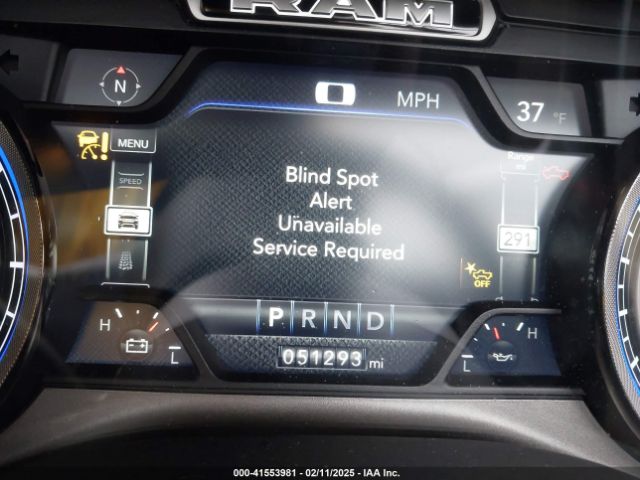 RAM
N
MPH
37 °F
MENU
SPEED
Blind Spot
Alert
Unavailable
Service Required
Range
mi
291
OFF
P R N D
H
L
051293 mi
H
L
00-41553981 - 02/11/2025 - IAA Inc.